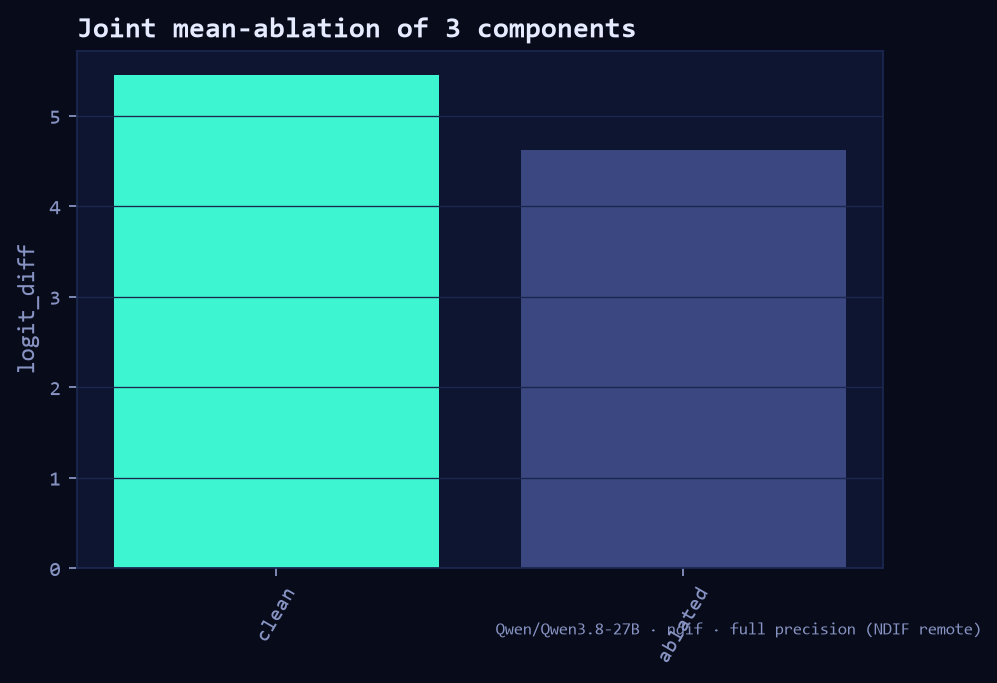 Joint mean-ablation of 3 components
logit_diff
5
4
3
2
1
0
clean
ablated
Qwen/Qwen3.8-27B · ndif · full precision (NDIF remote)